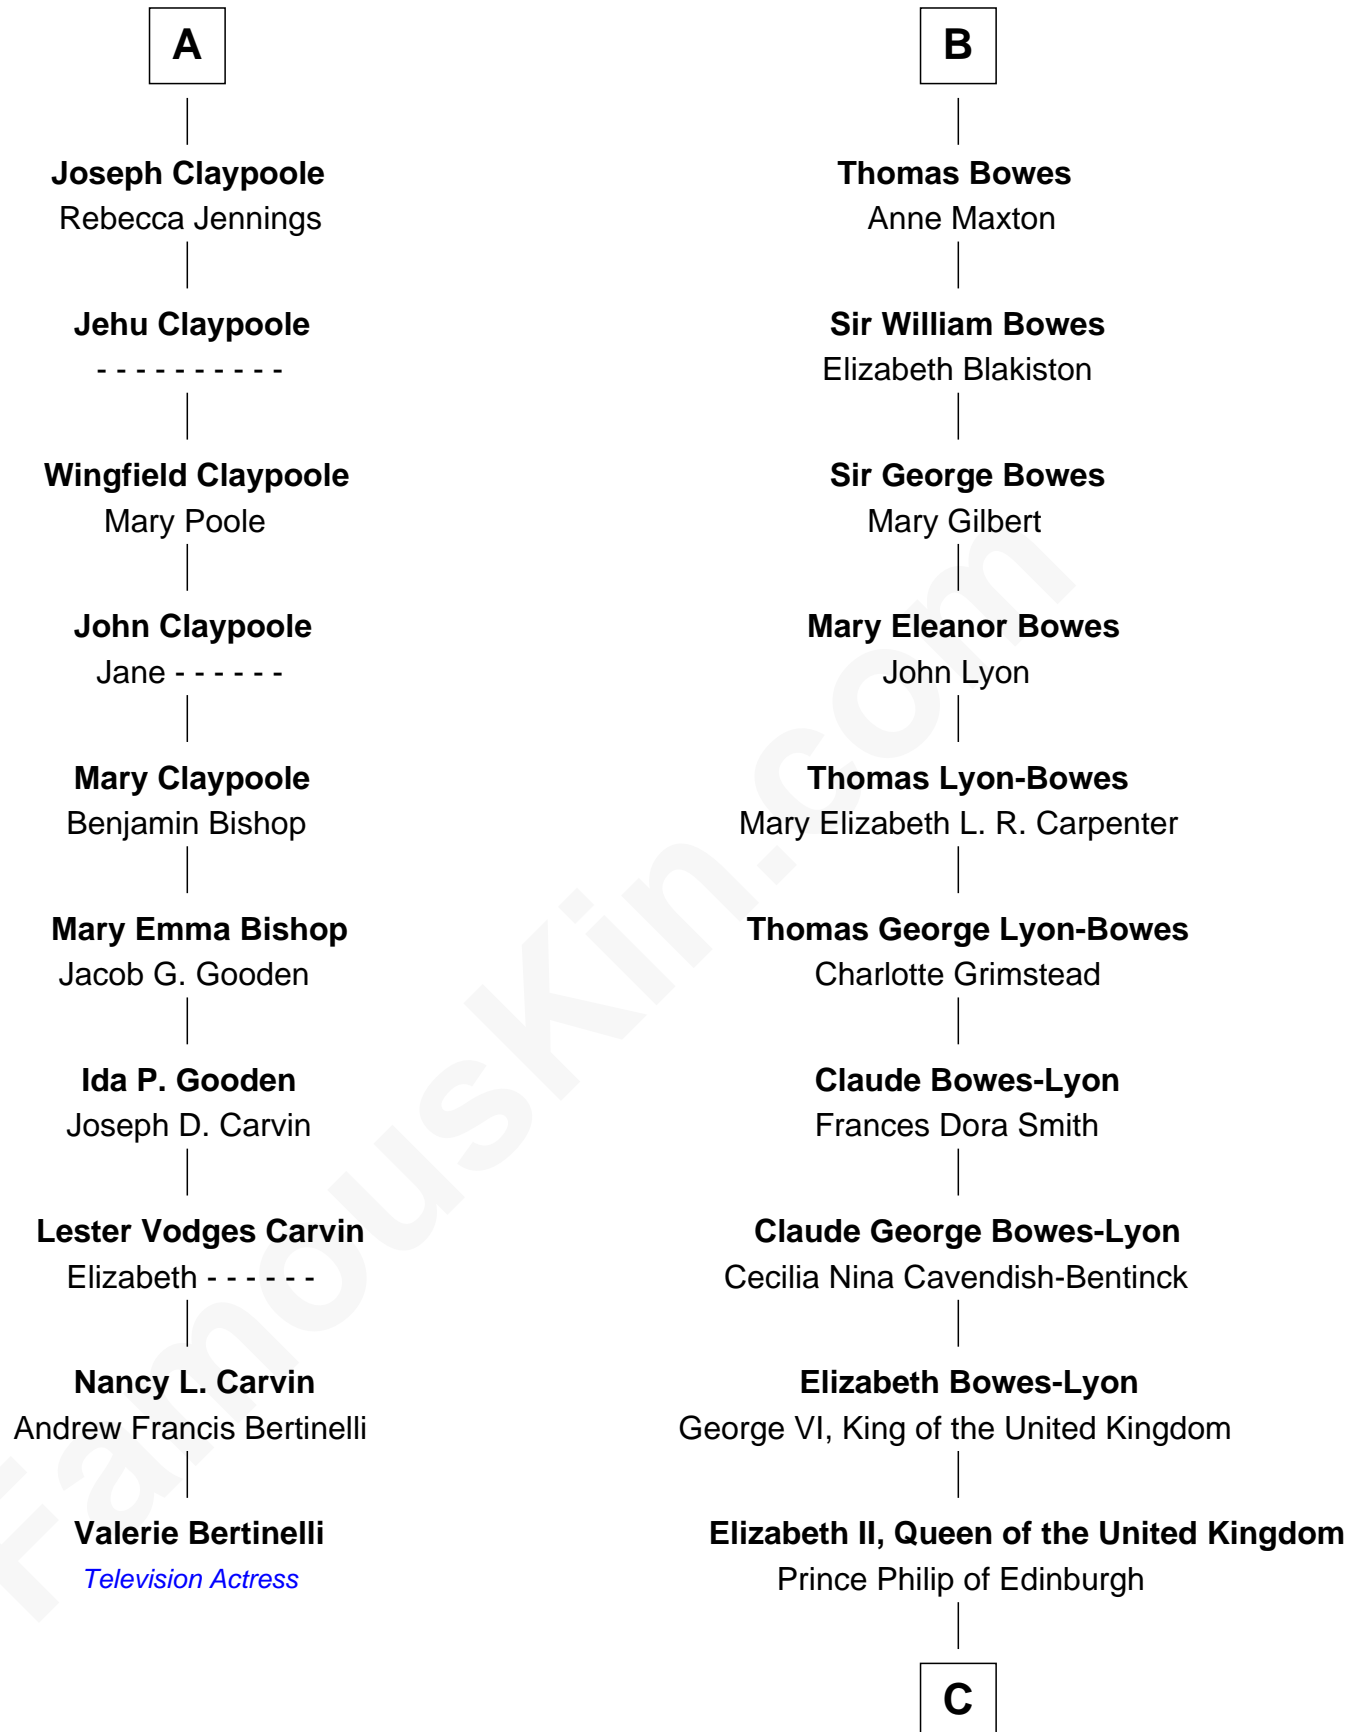 A
Joseph Claypoole
Rebecca Jennings
Jehu Claypoole
- - - - - - - - - -
Wingfield Claypoole
Mary Poole
John Claypoole
Jane - - - - - -
Mary Claypoole
Benjamin Bishop
Mary Emma Bishop
Jacob G. Gooden
Ida P. Gooden
Joseph D. Carvin
Lester Vodges Carvin
Elizabeth - - - - - -
Nancy L. Carvin
Andrew Francis Bertinelli
Valerie Bertinelli
Television Actress
B
Thomas Bowes
Anne Maxton
Sir William Bowes
Elizabeth Blakiston
Sir George Bowes
Mary Gilbert
Mary Eleanor Bowes
John Lyon
Thomas Lyon-Bowes
Mary Elizabeth L. R. Carpenter
Thomas George Lyon-Bowes
Charlotte Grimstead
Claude Bowes-Lyon
Frances Dora Smith
Claude George Bowes-Lyon
Cecilia Nina Cavendish-Bentinck
Elizabeth Bowes-Lyon
George VI, King of the United Kingdom
Elizabeth II, Queen of the United Kingdom
Prince Philip of Edinburgh
C
FamousKin.com